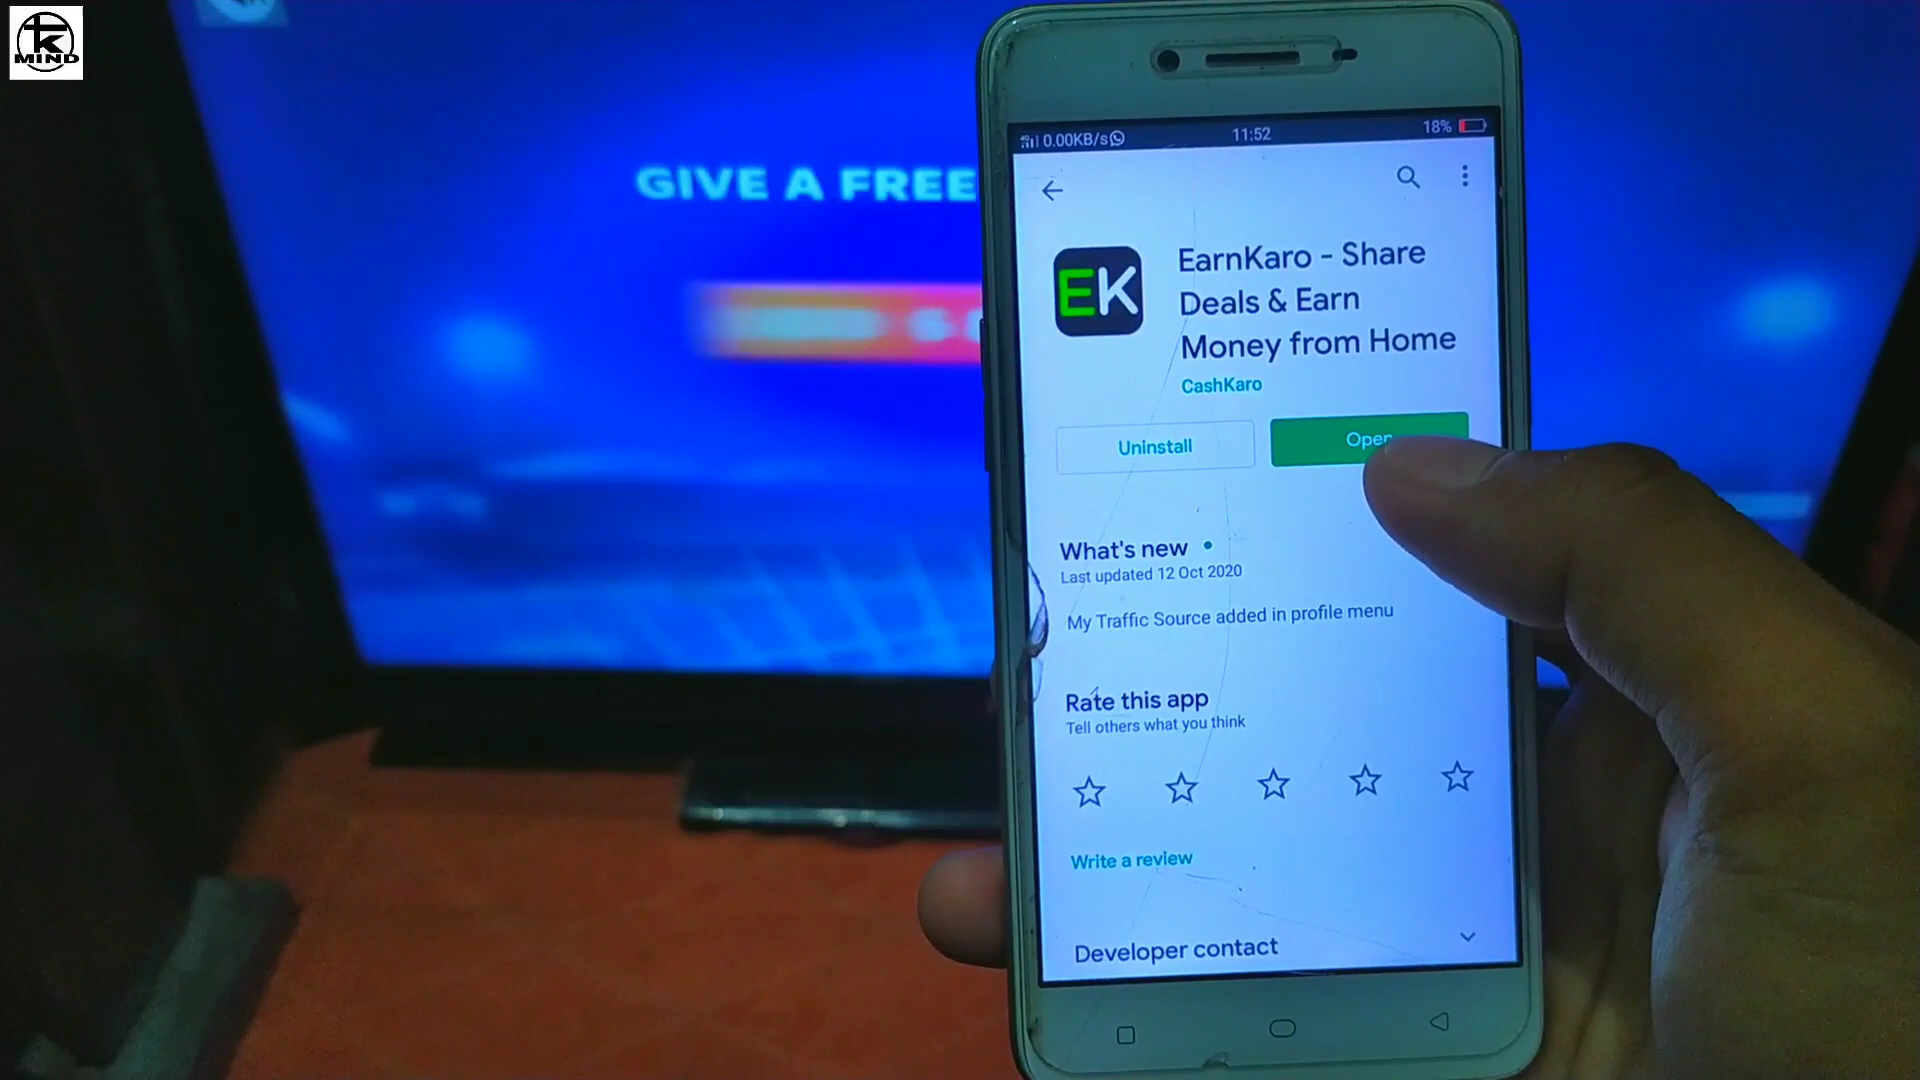 TK
MIND
GIVE A FREE
0.00KB/s
11:52
18%
EK
EarnKaro - Share
Deals & Earn
Money from Home
CashKaro
Uninstall
Open
What's new
Last updated 12 Oct 2020
My Traffic Source added in profile menu
Rate this app
Tell others what you think
Write a review
Developer contact